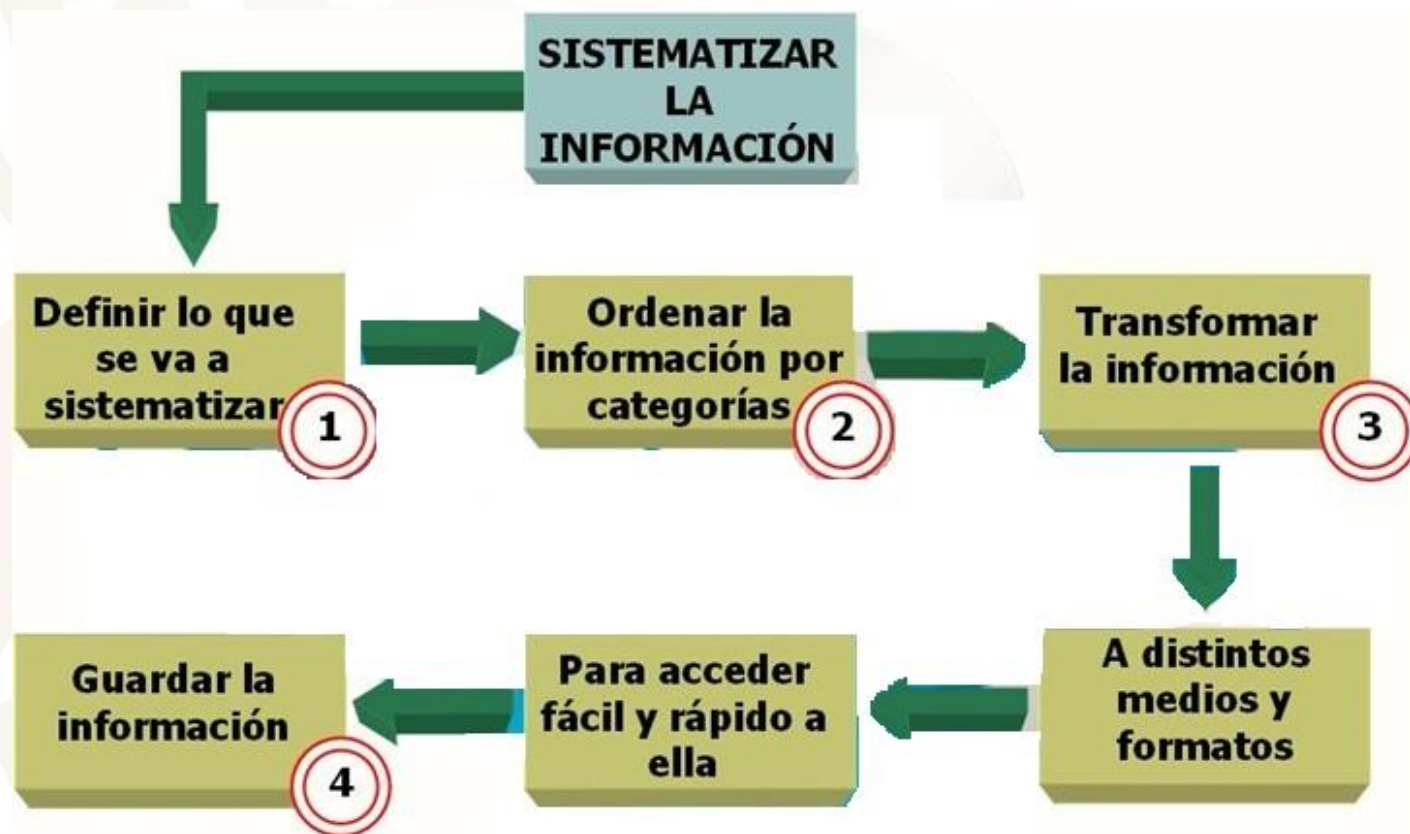 SISTEMATIZAR
LA
INFORMACIÓN
Definir lo que
se va a
sistematizar
1
Ordenar la
información por
categorías
2
Transformar
la información
3
A distintos
medios y
formatos
Para acceder
fácil y rápido a
ella
Guardar la
información
4